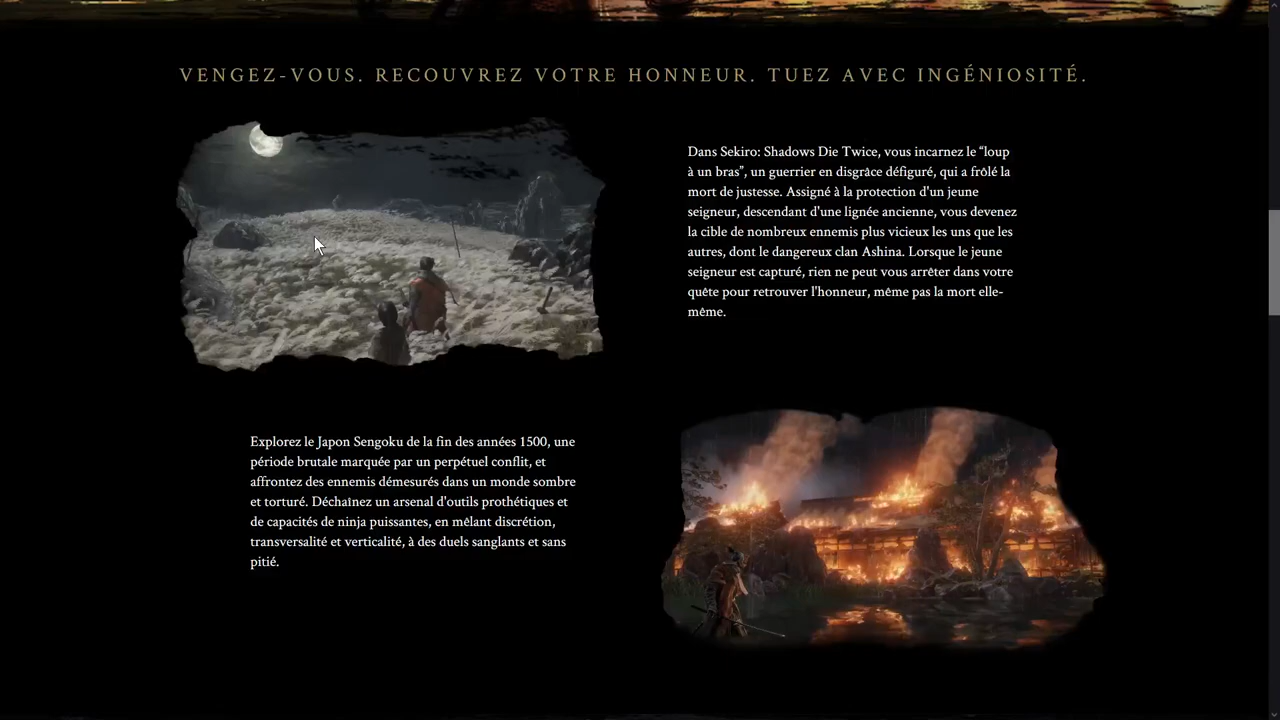 VENGEZ-VOUS. RECOUVREZ VOTRE HONNEUR. TUEZ AVEC INGÉNIOSITÉ.
Dans Sekiro: Shadows Die Twice, vous incarnez le “loup
à un bras”, un guerrier en disgrâce défiguré, qui a frôlé la
mort de justesse. Assigné à la protection d'un jeune
seigneur, descendant d'une lignée ancienne, vous devenez
la cible de nombreux ennemis plus vicieux les uns que les
autres, dont le dangereux clan Ashina. Lorsque le jeune
seigneur est capturé, rien ne peut vous arrêter dans votre
quête pour retrouver l'honneur, même pas la mort elle-
même.
Explorez le Japon Sengoku de la fin des années 1500, une
période brutale marquée par un perpétuel conflit, et
affrontez des ennemis démesurés dans un monde sombre
et torturé. Déchaînez un arsenal d'outils prothétiques et
de capacités de ninja puissantes, en mêlant discrétion,
transversalité et verticalité, à des duels sanglants et sans
pitié.